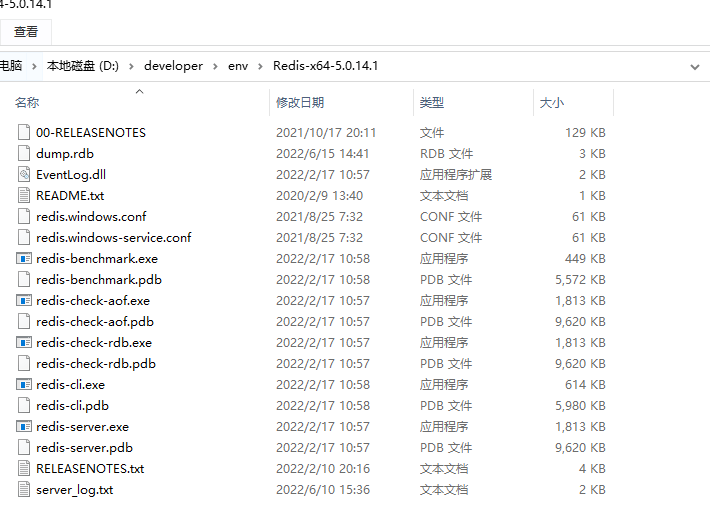 4-5.0.14.1
查看
电脑 > 本地磁盘 (D:) > developer > env > Redis-x64-5.0.14.1
名称 修改日期 类型 大小
00-RELEASENOTES 2021/10/17 20:11 文件 129 KB
dump.rdb 2022/6/15 14:41 RDB 文件 3 KB
EventLog.dll 2022/2/17 10:57 应用程序扩展 2 KB
README.txt 2020/2/9 13:40 文本文档 1 KB
redis.windows.conf 2021/8/25 7:32 CONF 文件 61 KB
redis.windows-service.conf 2021/8/25 7:32 CONF 文件 61 KB
redis-benchmark.exe 2022/2/17 10:58 应用程序 449 KB
redis-benchmark.pdb 2022/2/17 10:58 PDB 文件 5,572 KB
redis-check-aof.exe 2022/2/17 10:57 应用程序 1,813 KB
redis-check-aof.pdb 2022/2/17 10:57 PDB 文件 9,620 KB
redis-check-rdb.exe 2022/2/17 10:57 应用程序 1,813 KB
redis-check-rdb.pdb 2022/2/17 10:57 PDB 文件 9,620 KB
redis-cli.exe 2022/2/17 10:58 应用程序 614 KB
redis-cli.pdb 2022/2/17 10:58 PDB 文件 5,980 KB
redis-server.exe 2022/2/17 10:57 应用程序 1,813 KB
redis-server.pdb 2022/2/17 10:57 PDB 文件 9,620 KB
RELEASENOTES.txt 2022/2/10 20:16 文本文档 4 KB
server_log.txt 2022/6/10 15:36 文本文档 2 KB